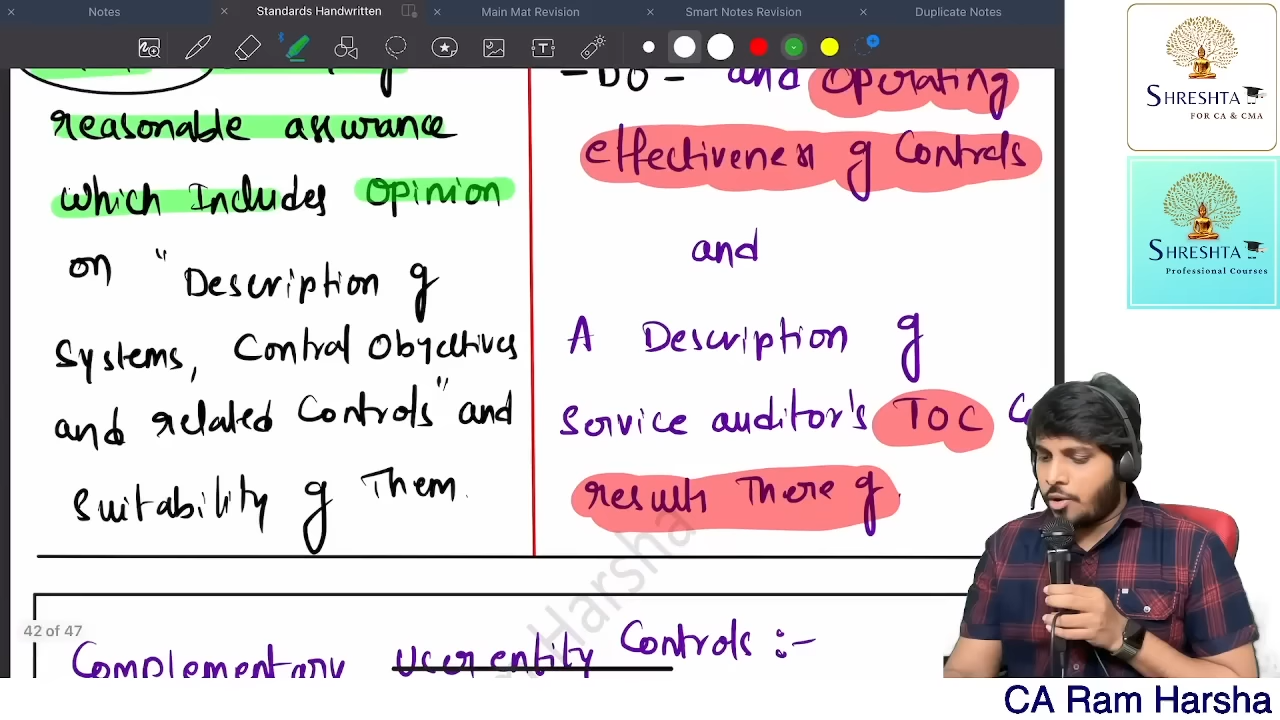 Notes
Standards Handwritten
Main Mat Revision
Smart Notes Revision
Duplicate Notes
reasonable assurance
which Includes Opinion
on "Description of
Systems, Control Objectives
and related Controls" and
Suitability of Them.
-DO- and Operating
effectiveness of Controls
and
A Description of
Service auditor's TOC
results There of.
42 of 47
Complementary user entity Controls :-
Harsha
SHRESHTA
FOR CA & CMA
SHRESHTA
Professional Courses
CA Ram Harsha